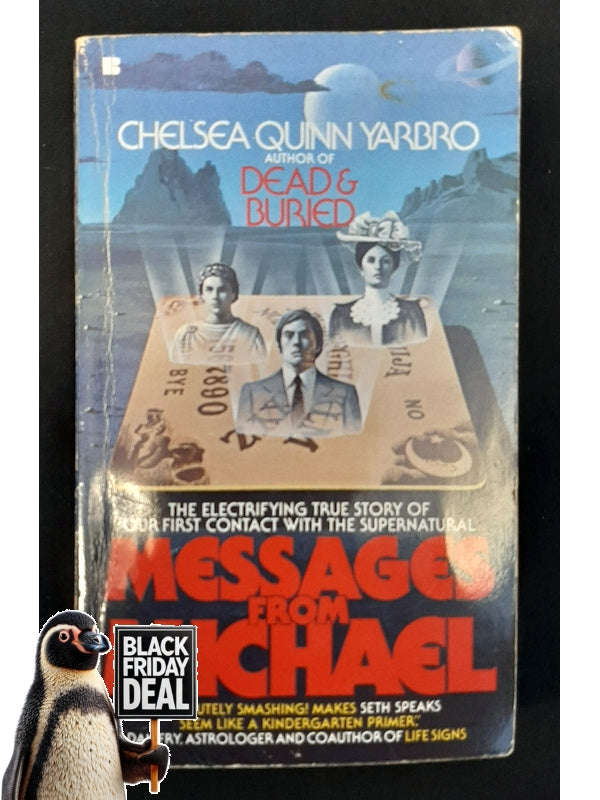 B
CHELSEA QUINN YARBRO
AUTHOR OF
DEAD &
BURIED
OUIJA
BYE
7890
NO
THE ELECTRIFYING TRUE STORY OF
OUR FIRST CONTACT WITH THE SUPERNATURAL
MESSAGES
FROM
MICHAEL
SMASHING! MAKES SETH SPEAKS
SEEM LIKE A KINDERGARTEN PRIMER."
ASTROLOGER AND COAUTHOR OF LIFE SIGNS
BLACK
FRIDAY
DEAL